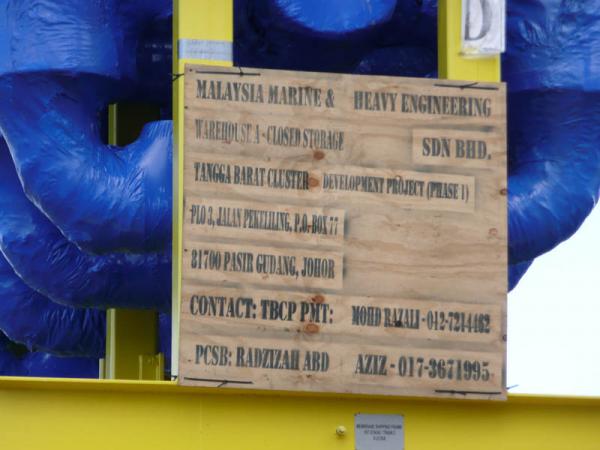 D
MALAYSIA MARINE & HEAVY ENGINEERING
WAREHOUSE A - CLOSED STORAGE SDN BHD.
TANGGA BARAT CLUSTER DEVELOPMENT PROJECT (PHASE 1)
PLO 3, JALAN PEKELILING, P.O. BOX 77
81700 PASIR GUDANG, JOHOR
CONTACT: TBCP PMT: MOHD RAZALI - 012-7214462
PCSB: RADZIZAH ABD AZIZ - 017-3671995